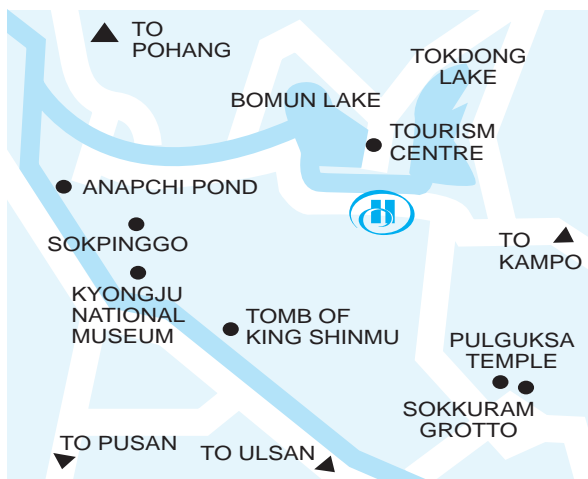 TO
POHANG
TOKDONG
LAKE
BOMUN LAKE
TOURISM
CENTRE
ANAPCHI POND
SOKPINGGO
TO
KAMPO
KYONGJU
NATIONAL
MUSEUM
TOMB OF
KING SHINMU
PULGUKSA
TEMPLE
SOKKURAM
GROTTO
TO PUSAN
TO ULSAN
H